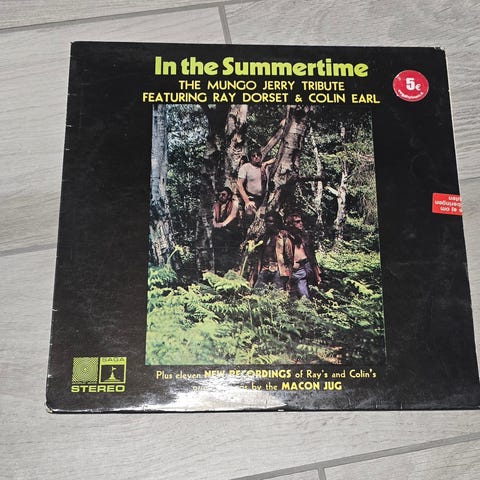 In the Summertime
THE MUNGO JERRY TRIBUTE
FEATURING RAY DORSET & COLIN EARL
5€
Plus eleven NEW RECORDINGS of Ray's and Colin's
by the MACON JUG
SAGA
STEREO